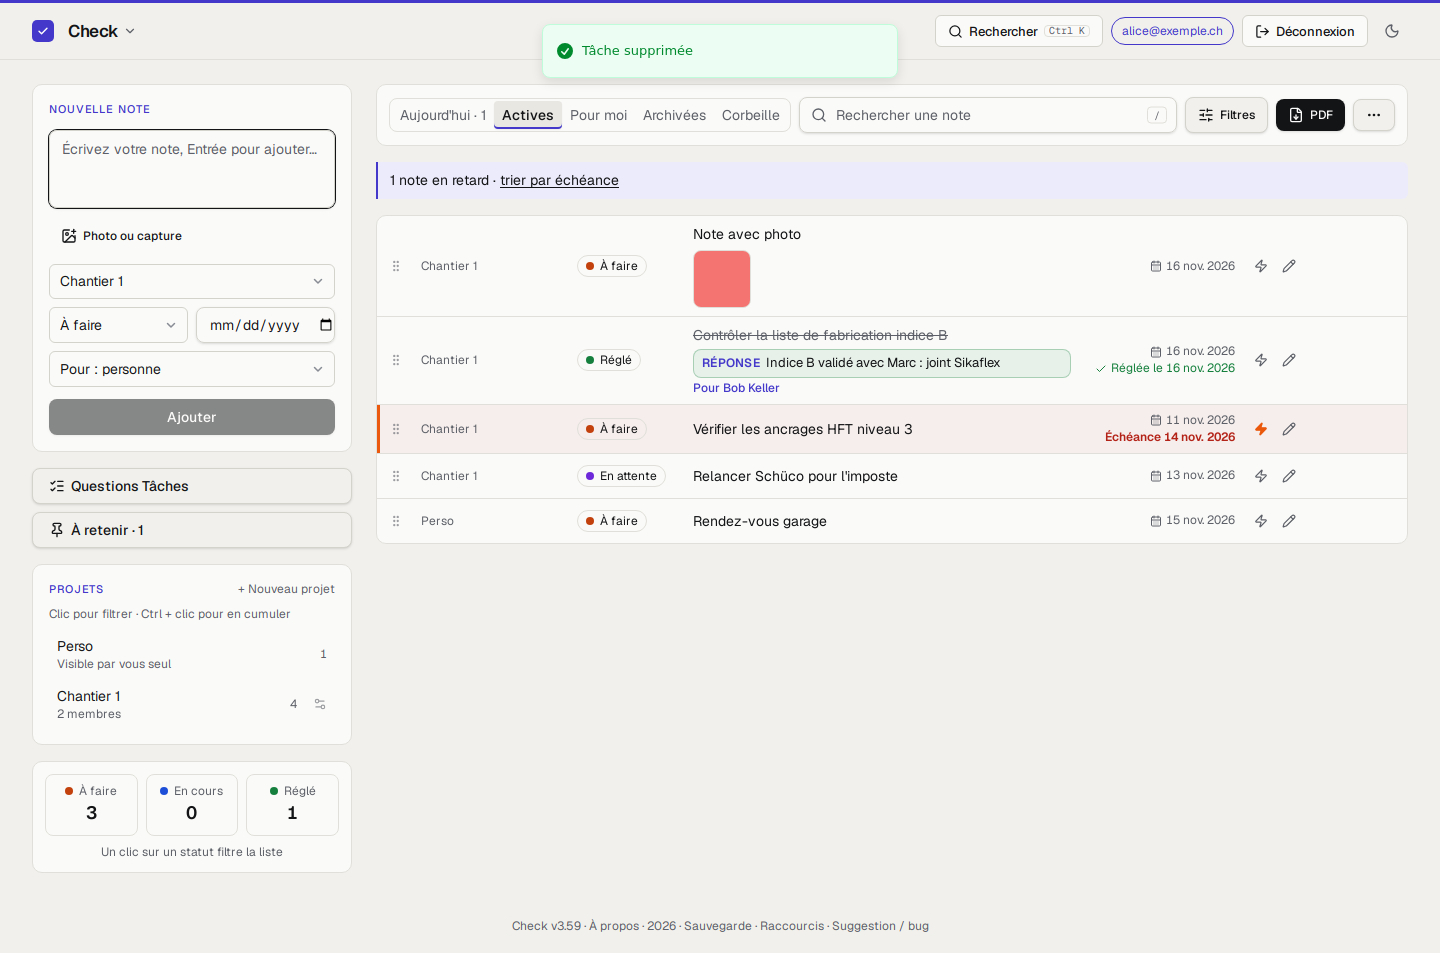 Check
Tâche supprimée
Rechercher Ctrl K
alice@exemple.ch
Déconnexion
NOUVELLE NOTE
Écrivez votre note, Entrée pour ajouter...
Photo ou capture
Chantier 1
À faire
mm/dd/yyyy
Pour : personne
Ajouter
Questions Tâches
À retenir · 1
PROJETS
+ Nouveau projet
Clic pour filtrer · Ctrl + clic pour en cumuler
Perso
Visible par vous seul
1
Chantier 1
2 membres
4
À faire
3
En cours
0
Réglé
1
Un clic sur un statut filtre la liste
Aujourd'hui · 1 Actives Pour moi Archivées Corbeille
Rechercher une note /
Filtres
PDF
1 note en retard · trier par échéance
Chantier 1
À faire
Note avec photo
16 nov. 2026
Chantier 1
Réglé
Contrôler la liste de fabrication indice B
RÉPONSE Indice B validé avec Marc : joint Sikaflex
Pour Bob Keller
16 nov. 2026
Réglée le 16 nov. 2026
Chantier 1
À faire
Vérifier les ancrages HFT niveau 3
11 nov. 2026
Échéance 14 nov. 2026
Chantier 1
En attente
Relancer Schüco pour l'imposte
13 nov. 2026
Perso
À faire
Rendez-vous garage
15 nov. 2026
Check v3.59 · À propos · 2026 · Sauvegarde · Raccourcis · Suggestion / bug